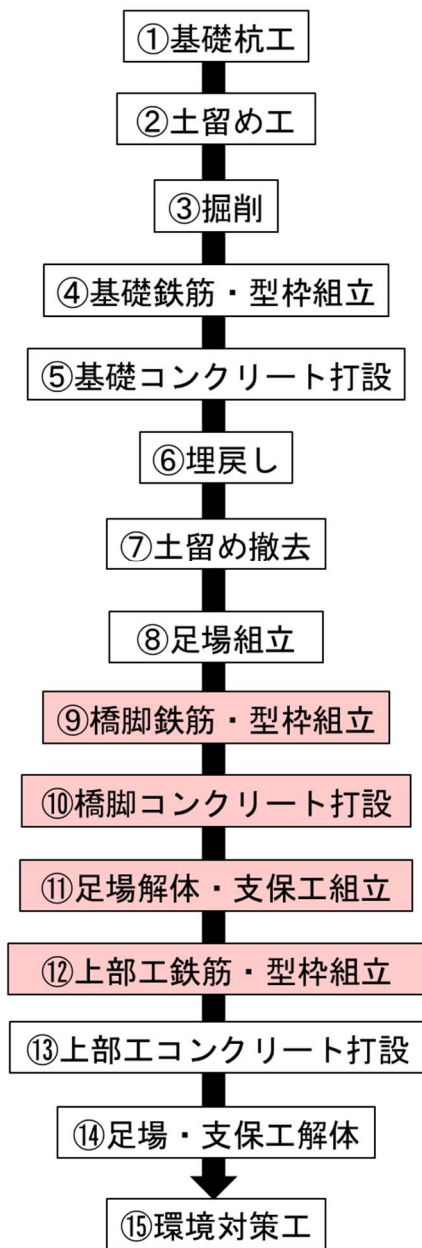 ①基礎杭工
②土留め工
③掘削
④基礎鉄筋・型枠組立
⑤基礎コンクリート打設
⑥埋戻し
⑦土留め撤去
⑧足場組立
⑨橋脚鉄筋・型枠組立
⑩橋脚コンクリート打設
⑪足場解体・支保工組立
⑫上部工鉄筋・型枠組立
⑬上部工コンクリート打設
⑭足場・支保工解体
⑮環境対策工